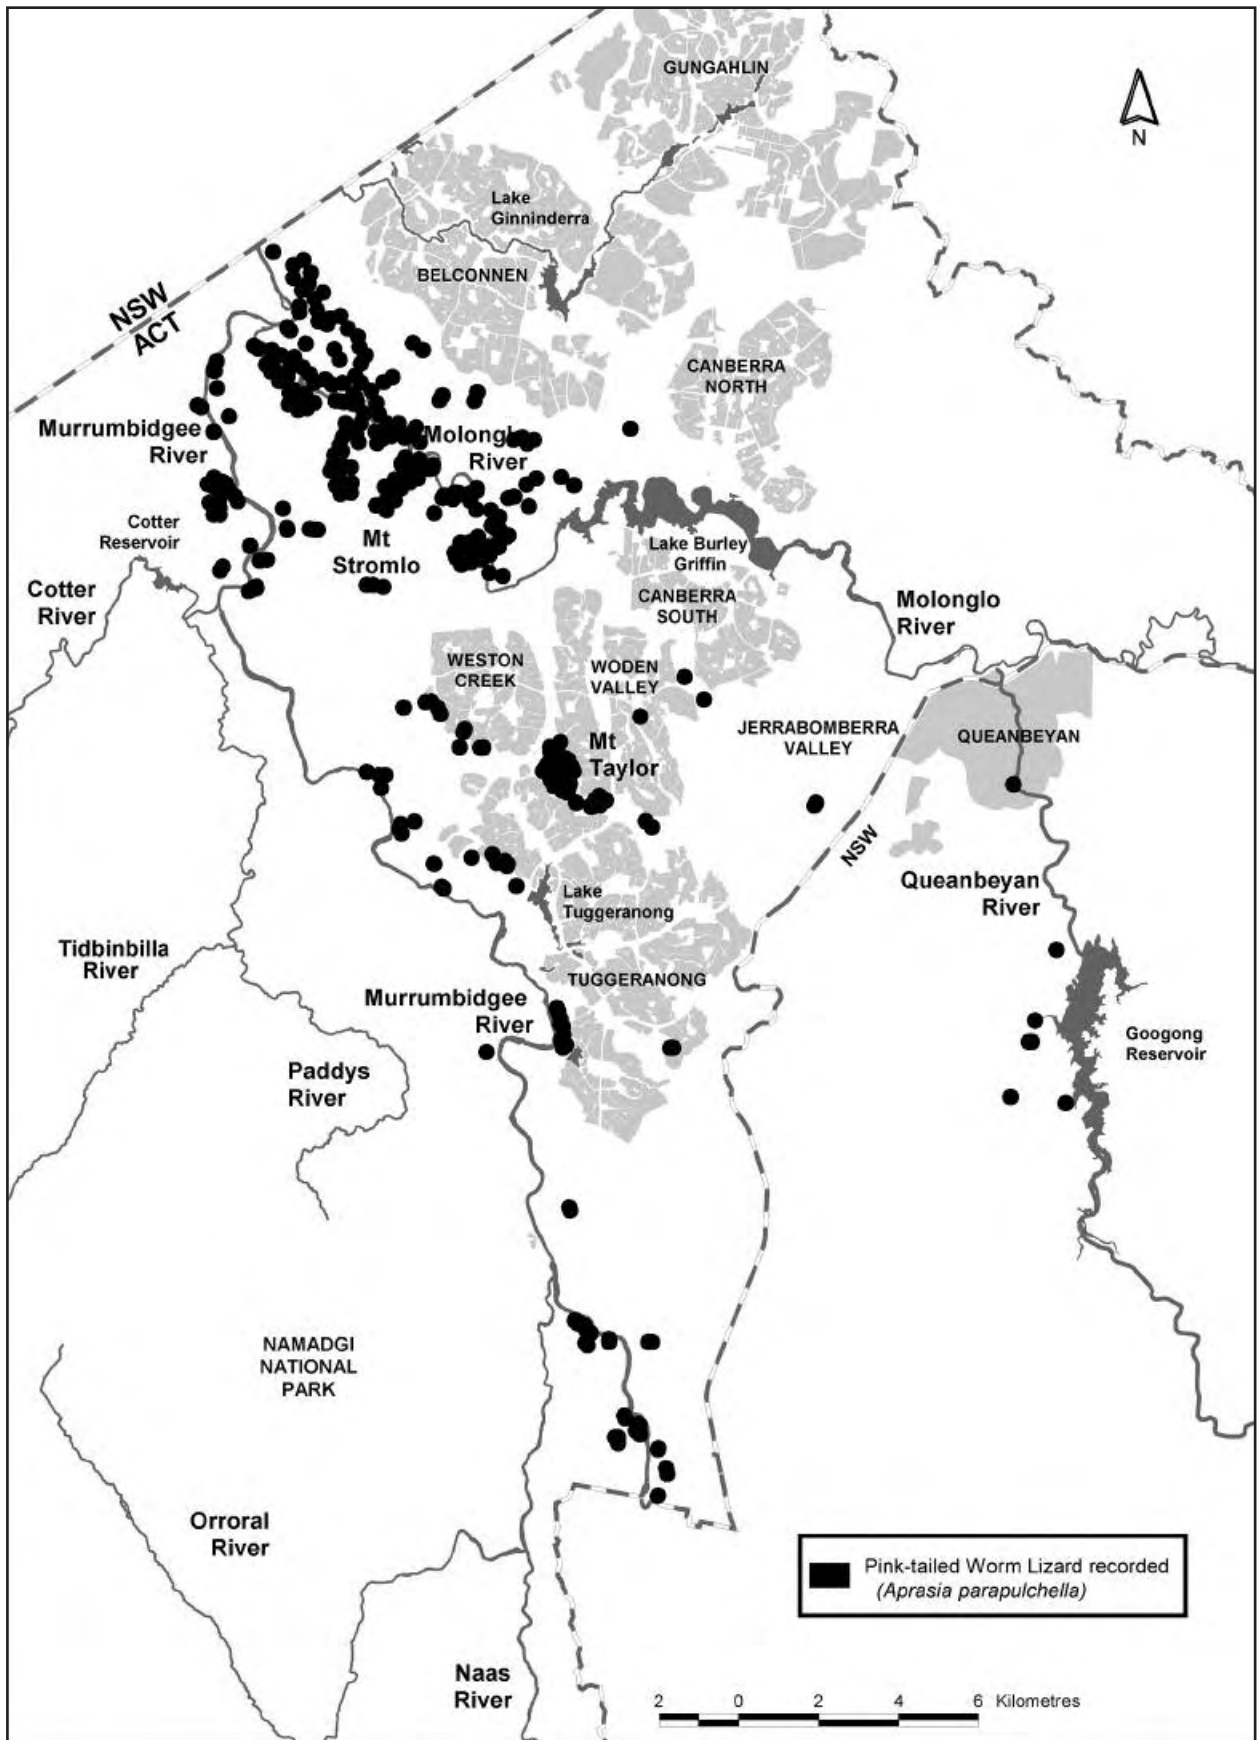 GUNGAHLIN
N
Lake
Ginninderra
BELCONNEN
NSW
ACT
CANBERRA
NORTH
Murrumbidgee
River
Molonglo
River
Cotter
Reservoir
Mt
Stromlo
Lake Burley
Griffin
Cotter
River
CANBERRA
SOUTH
Molonglo
River
WESTON
CREEK
WODEN
VALLEY
JERRABOMBERRA
VALLEY
QUEANBEYAN
Mt
Taylor
NSW
Queanbeyan
River
Lake
Tuggeranong
Tidbinbilla
River
TUGGERANONG
Murrumbidgee
River
Googong
Reservoir
Paddys
River
NAMADGI
NATIONAL
PARK
Orroral
River
Pink-tailed Worm Lizard recorded
(Aprasia parapulchella)
Naas
River
2 0 2 4 6 Kilometres